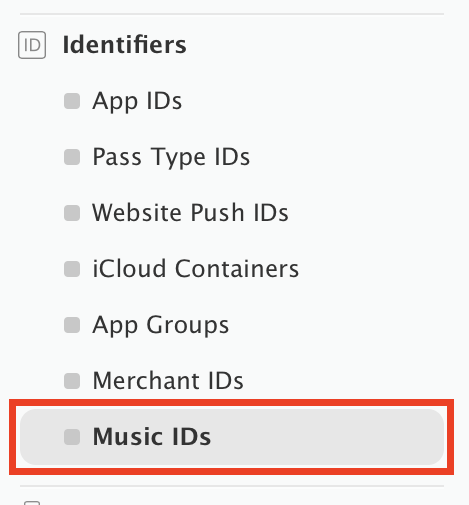 ID Identifiers
App IDs
Pass Type IDs
Website Push IDs
iCloud Containers
App Groups
Merchant IDs
Music IDs